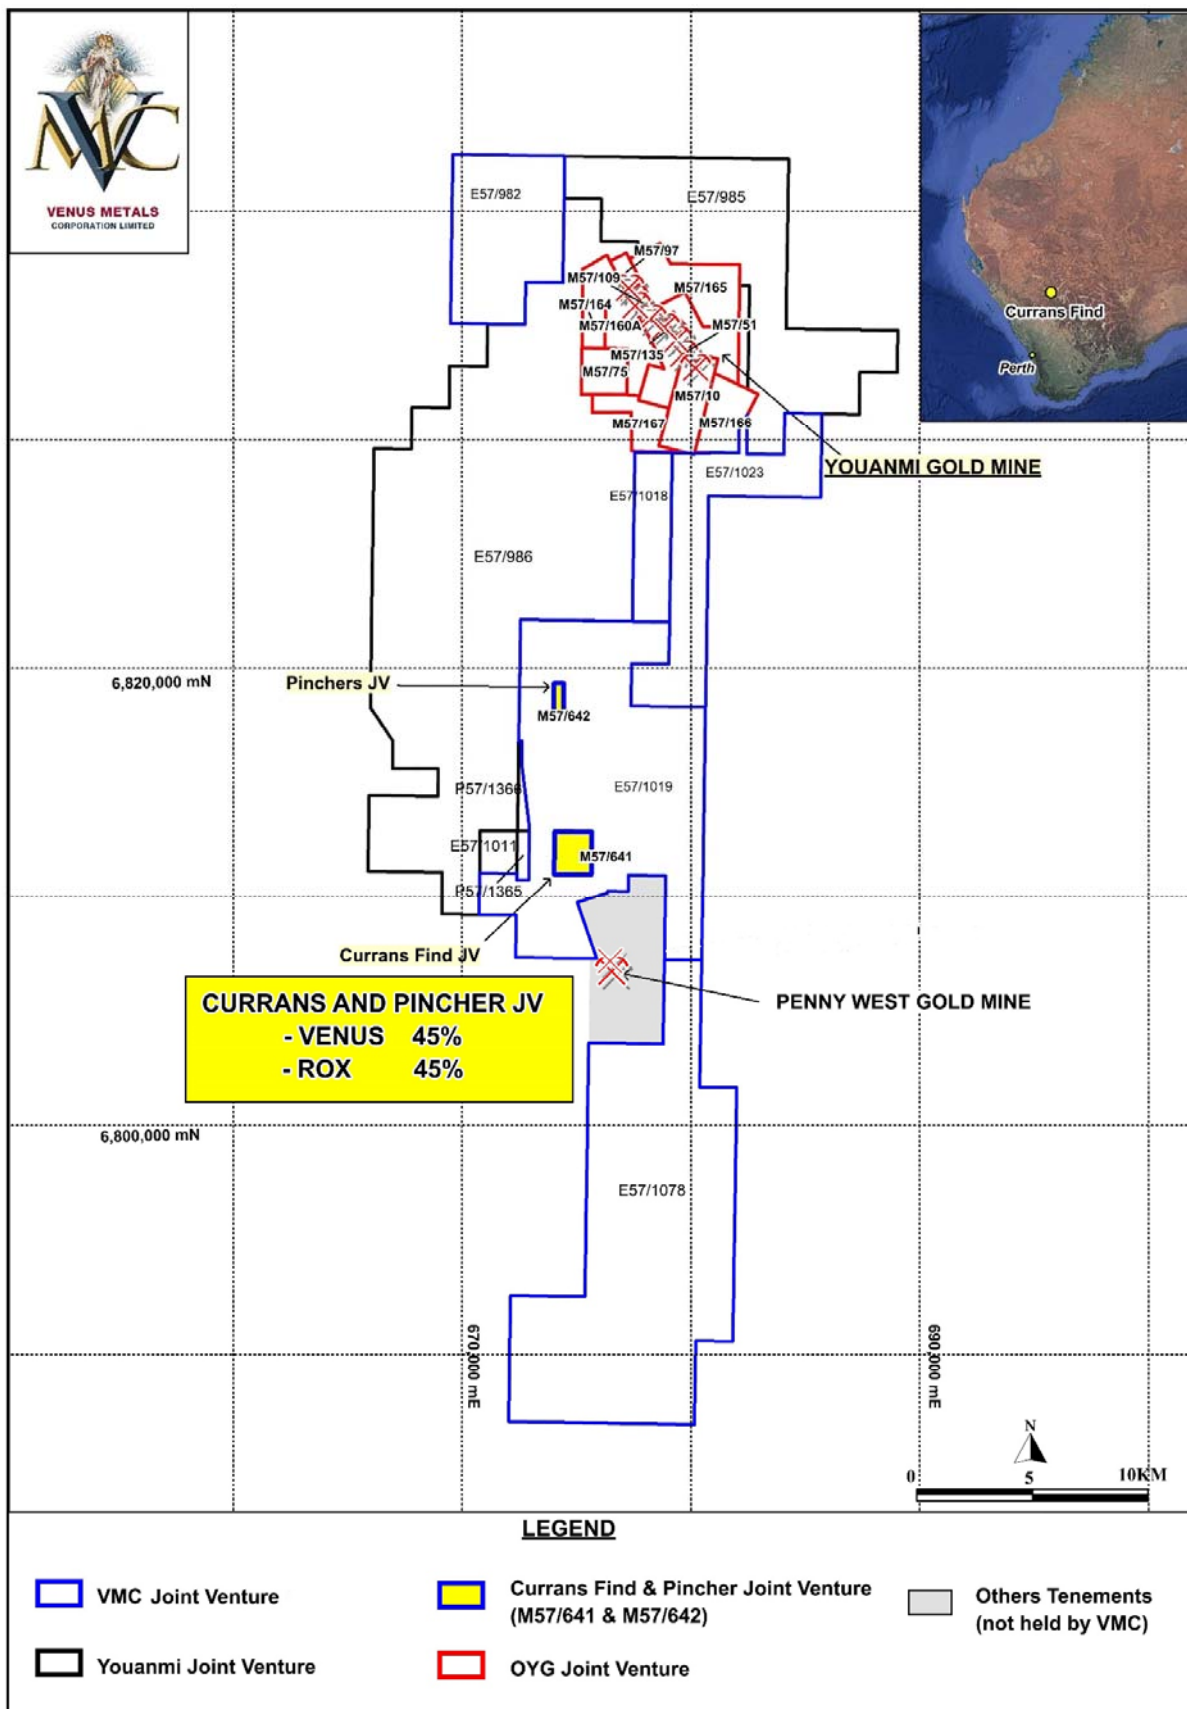 VMC
VENUS METALS
CORPORATION LIMITED
Currans Find
Perth
E57/982
E57/985
M57/97
M57/109
M57/165
M57/164
M57/160A
M57/51
M57/135
M57/75
M57/10
M57/167
M57/166
YOUANMI GOLD MINE
E57/1023
E57/1018
E57/986
6,820,000 mN
Pinchers JV
M57/642
P57/1366
E57/1019
E57/1011
M57/641
P57/1365
Currans Find JV
CURRANS AND PINCHER JV
- VENUS 45%
- ROX 45%
PENNY WEST GOLD MINE
6,800,000 mN
E57/1078
670,000 mE
690,000 mE
N
0 5 10KM
LEGEND
VMC Joint Venture
Currans Find & Pincher Joint Venture
(M57/641 & M57/642)
Others Tenements
(not held by VMC)
Youanmi Joint Venture
OYG Joint Venture